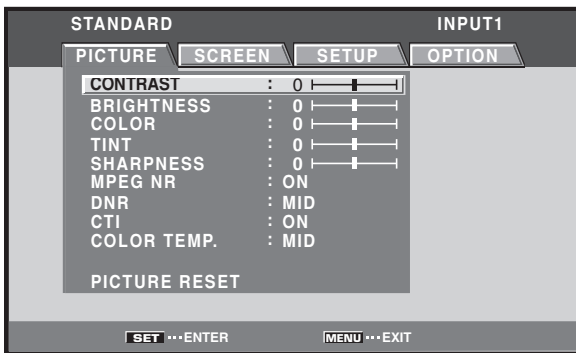 STANDARD INPUT1
PICTURE SCREEN SETUP OPTION
CONTRAST : 0
BRIGHTNESS : 0
COLOR : 0
TINT : 0
SHARPNESS : 0
MPEG NR : ON
DNR : MID
CTI : ON
COLOR TEMP. : MID
PICTURE RESET
SET ··· ENTER MENU ··· EXIT